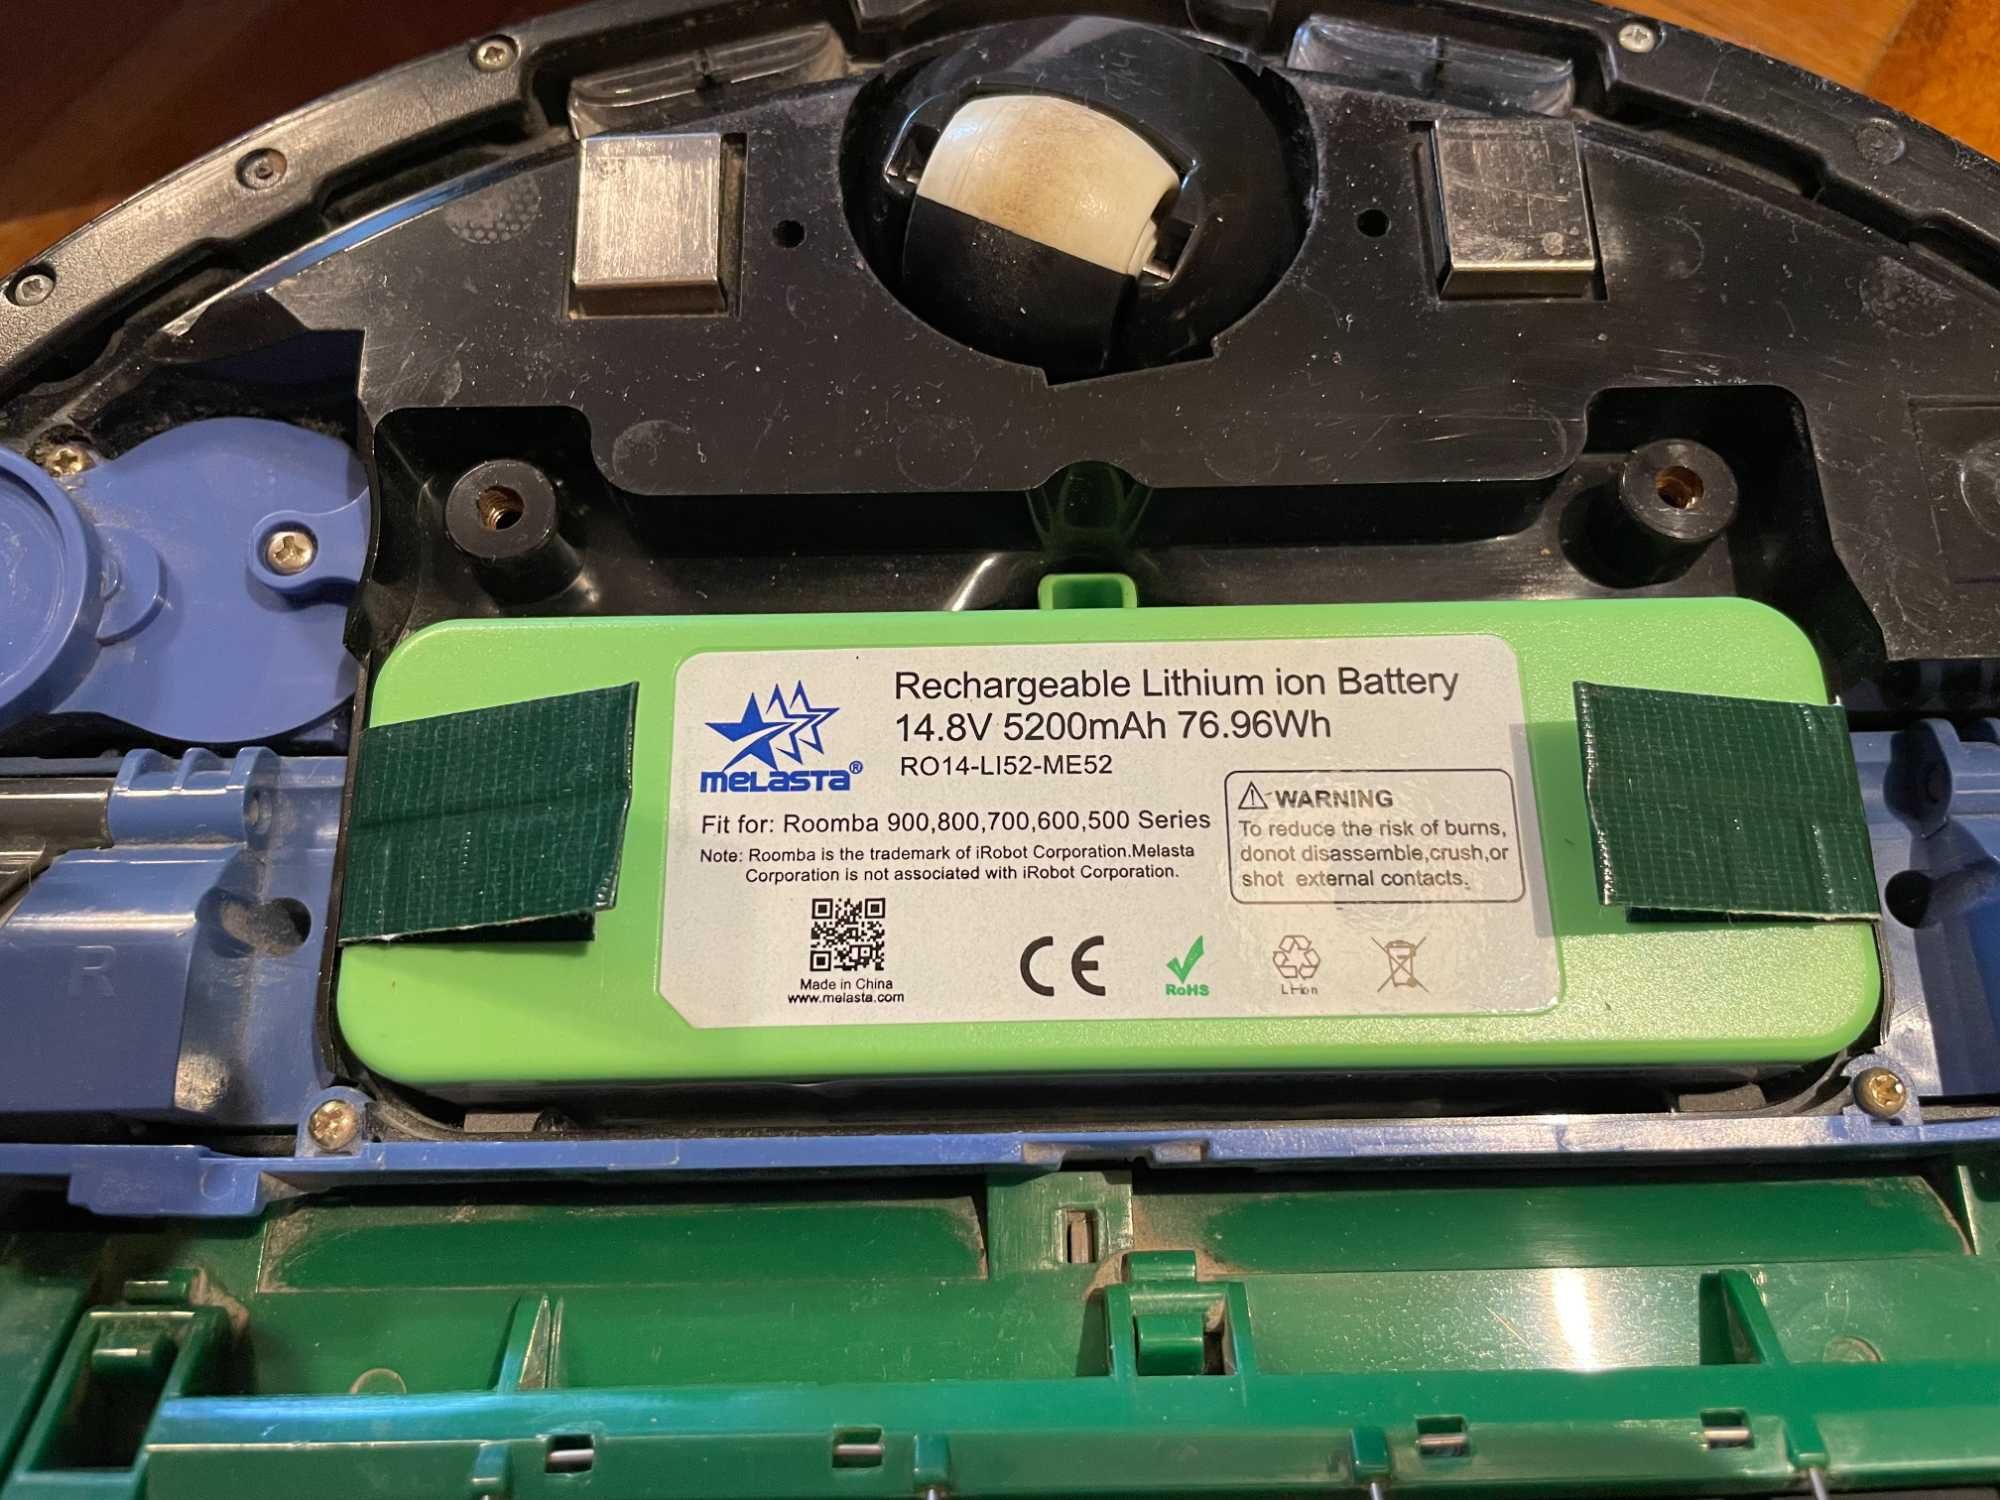 Rechargeable Lithium ion Battery
14.8V 5200mAh 76.96Wh
RO14-LI52-ME52
MELASTA®
Fit for: Roomba 900,800,700,600,500 Series
Note: Roomba is the trademark of iRobot Corporation.Melasta
Corporation is not associated with iRobot Corporation.
WARNING
To reduce the risk of burns,
donot disassemble,crush,or
shot external contacts.
Made in China
www.melasta.com
CE
RoHS
Li-ion
R